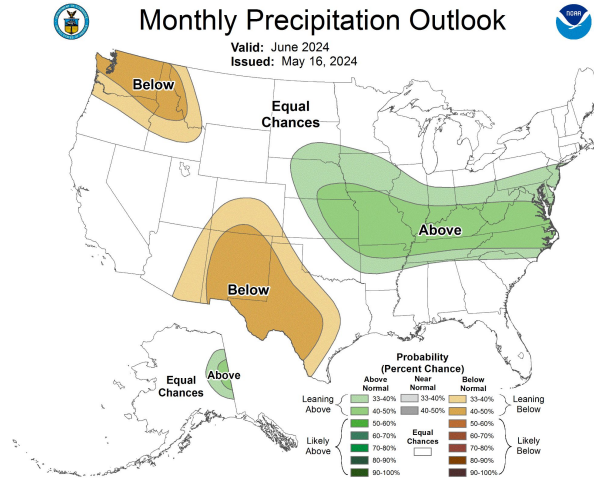 Monthly Precipitation Outlook
NOAA
Valid: June 2024
Issued: May 16, 2024
Below
Equal
Chances
Above
Below
Equal
Chances
Above
Probability
(Percent Chance)
Above Normal
Near Normal
Below Normal
Leaning Above
33-40%
33-40%
33-40%
Leaning Below
40-50%
40-50%
40-50%
Likely Above
50-60%
50-60%
60-70%
Equal Chances
60-70%
Likely Below
70-80%
70-80%
80-90%
80-90%
90-100%
90-100%